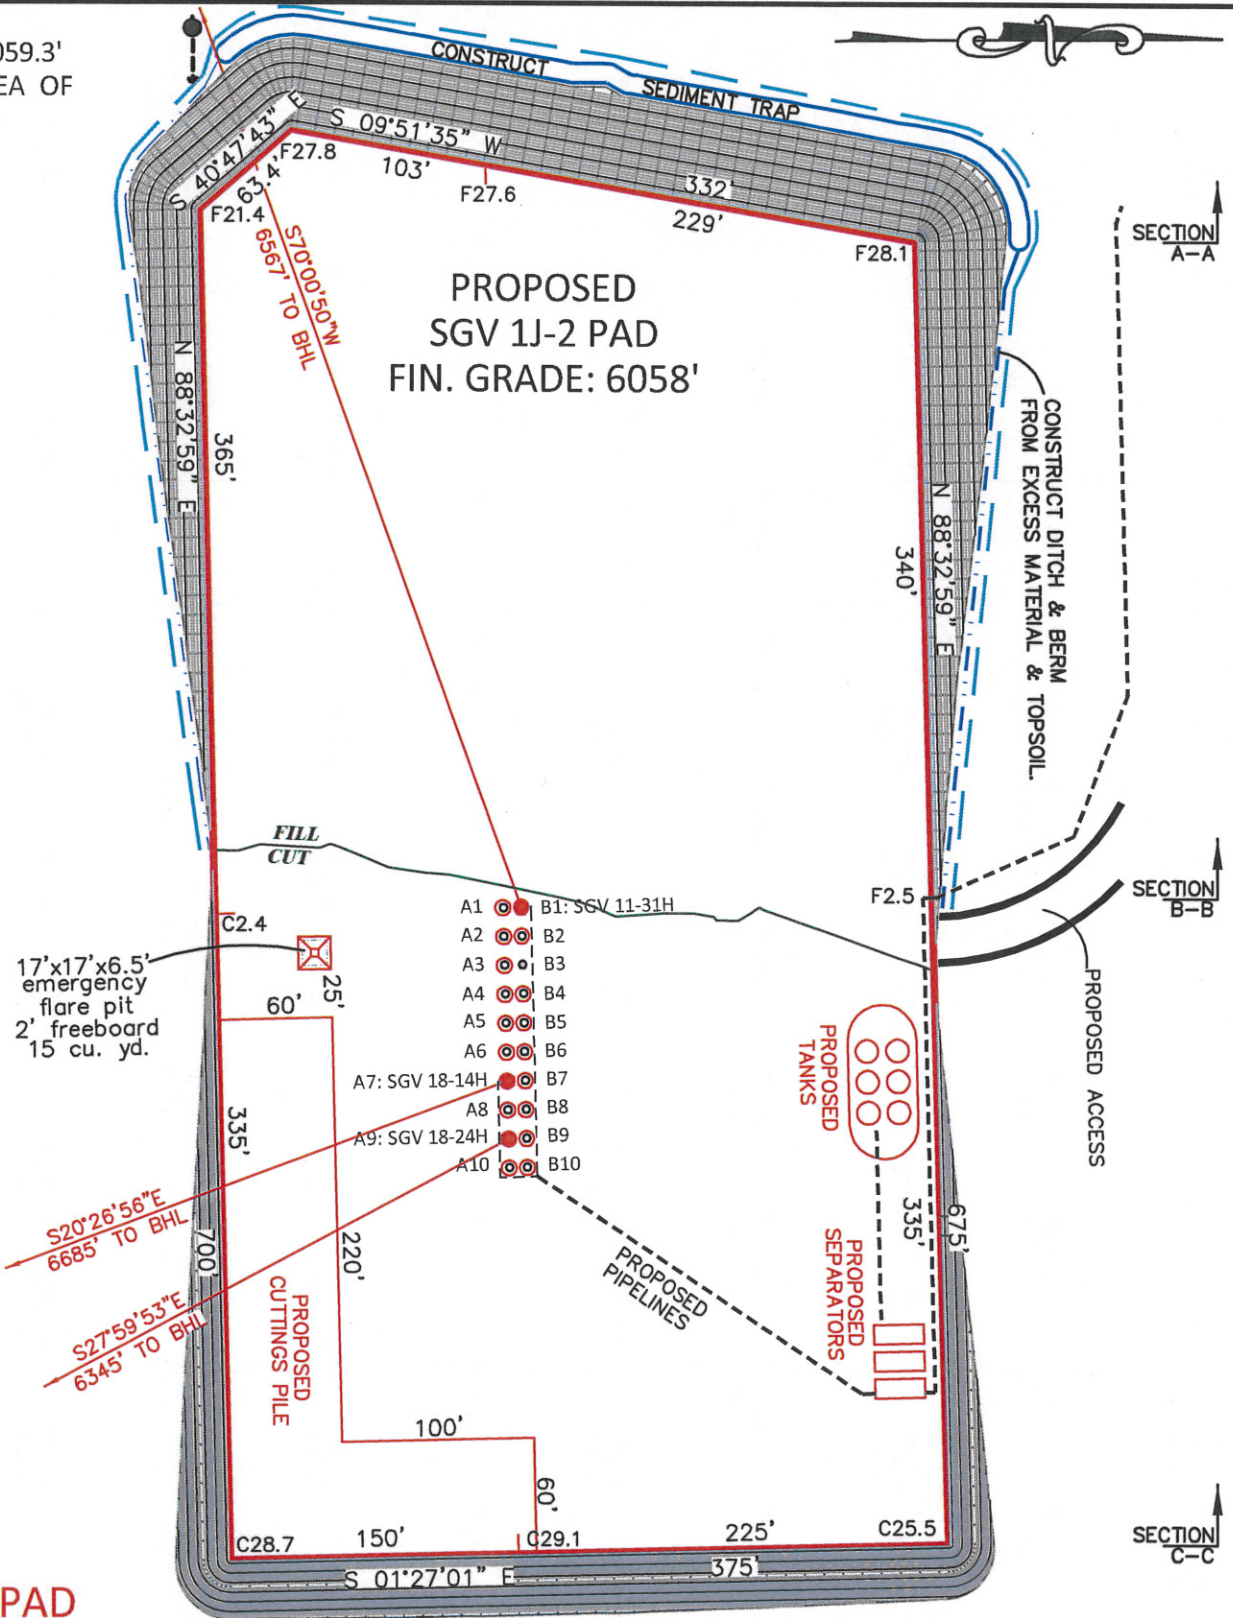 059.3'
EA OF
CONSTRUCT
SEDIMENT TRAP
S 40°47'43" E
63.4'
S 09°51'35" W
103'
332'
229'
F27.8
F27.6
F21.4
F28.1
SECTION
A-A
S70°00'50"W
6567' TO BHL
PROPOSED
SGV 1J-2 PAD
FIN. GRADE: 6058'
N 88°32'59" E
365'
N 88°32'59" E
340'
CONSTRUCT DITCH & BERM
FROM EXCESS MATERIAL & TOPSOIL.
FILL
CUT
F2.5
SECTION
B-B
C2.4
A1
B1: SGV 11-31H
A2
B2
A3
B3
A4
B4
A5
B5
A6
B6
A7: SGV 18-14H
B7
A8
B8
A9: SGV 18-24H
B9
A10
B10
17'x17'x6.5'
emergency
flare pit
2' freeboard
15 cu. yd.
25'
60'
PROPOSED
TANKS
PROPOSED ACCESS
335'
700'
220'
S20°26'56"E
6685' TO BHL
S27°59'53"E
6345' TO BHL
PROPOSED
CUTTINGS PILE
PROPOSED
PIPELINES
PROPOSED
SEPARATORS
335'
675'
100'
60'
C28.7
150'
C29.1
225'
C25.5
S 01°27'01" E
375'
SECTION
C-C
PAD